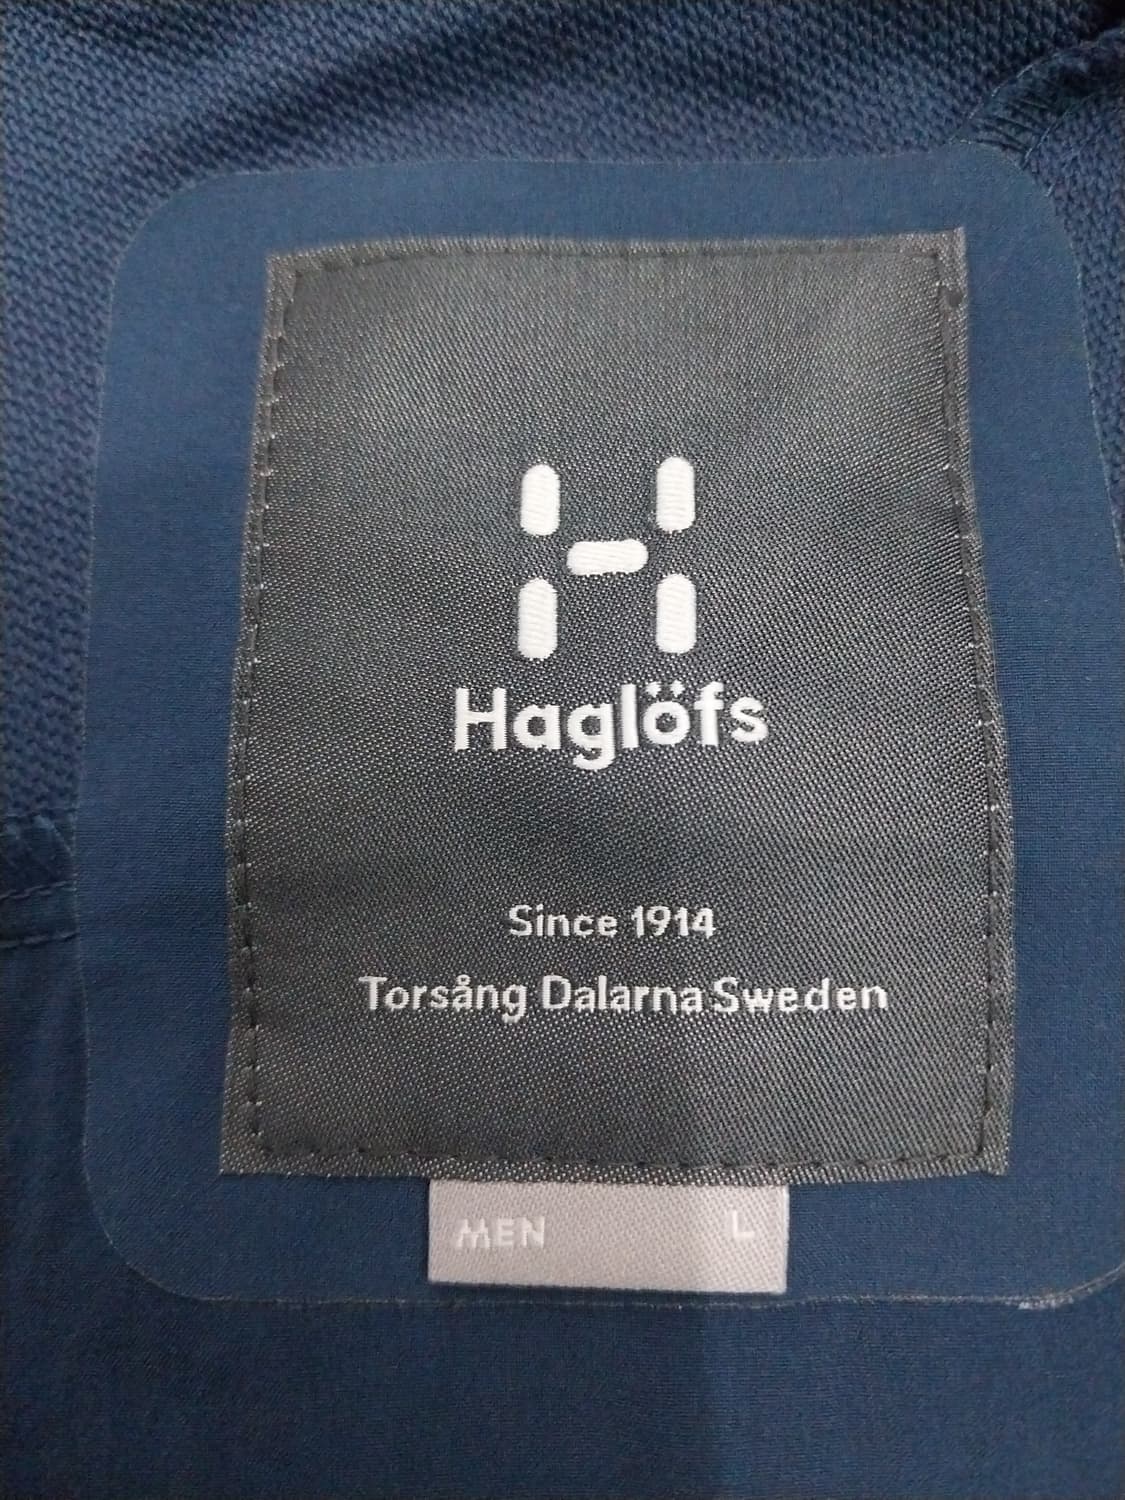 Haglöfs
Since 1914
Torsång Dalarna Sweden
MEN L